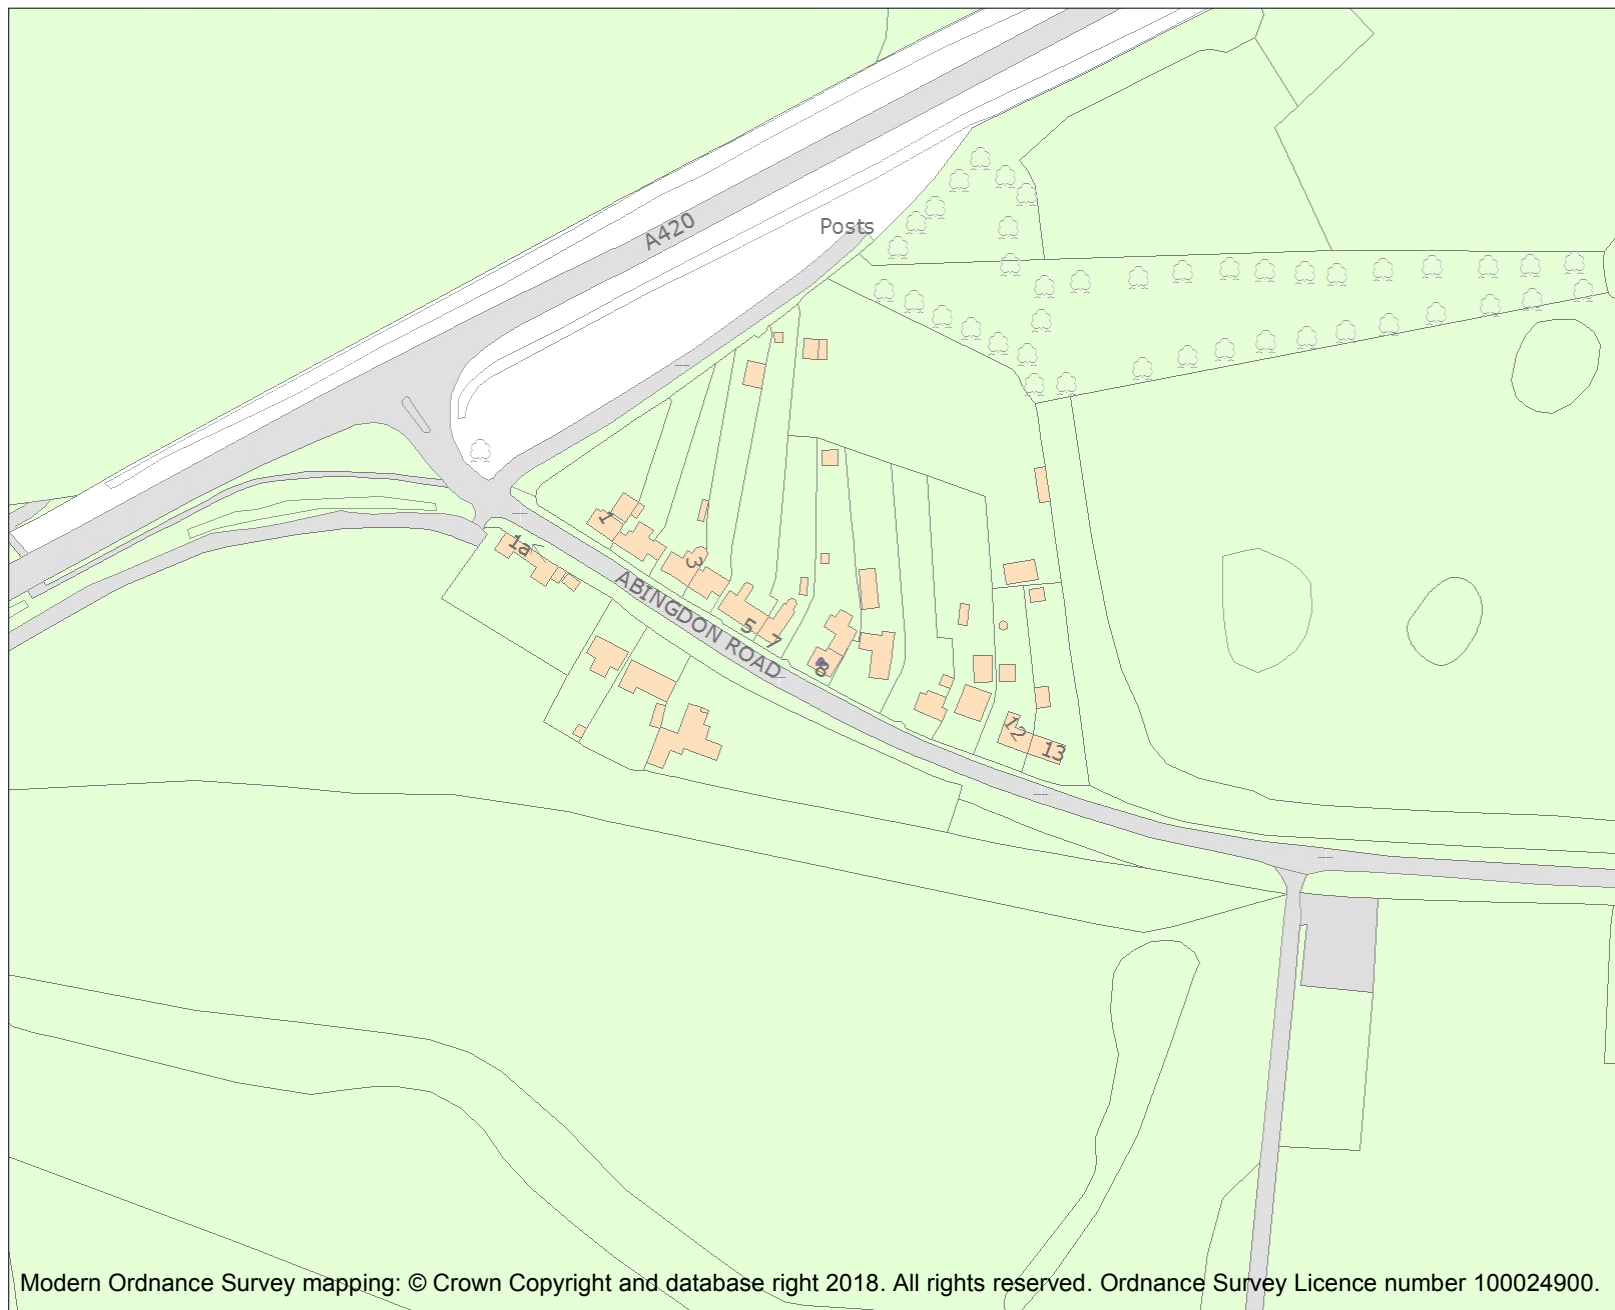 A420
Posts
1
1a
3
ABINGDON ROAD
5
7
8
12
13
Modern Ordnance Survey mapping: © Crown Copyright and database right 2018. All rights reserved. Ordnance Survey Licence number 100024900.